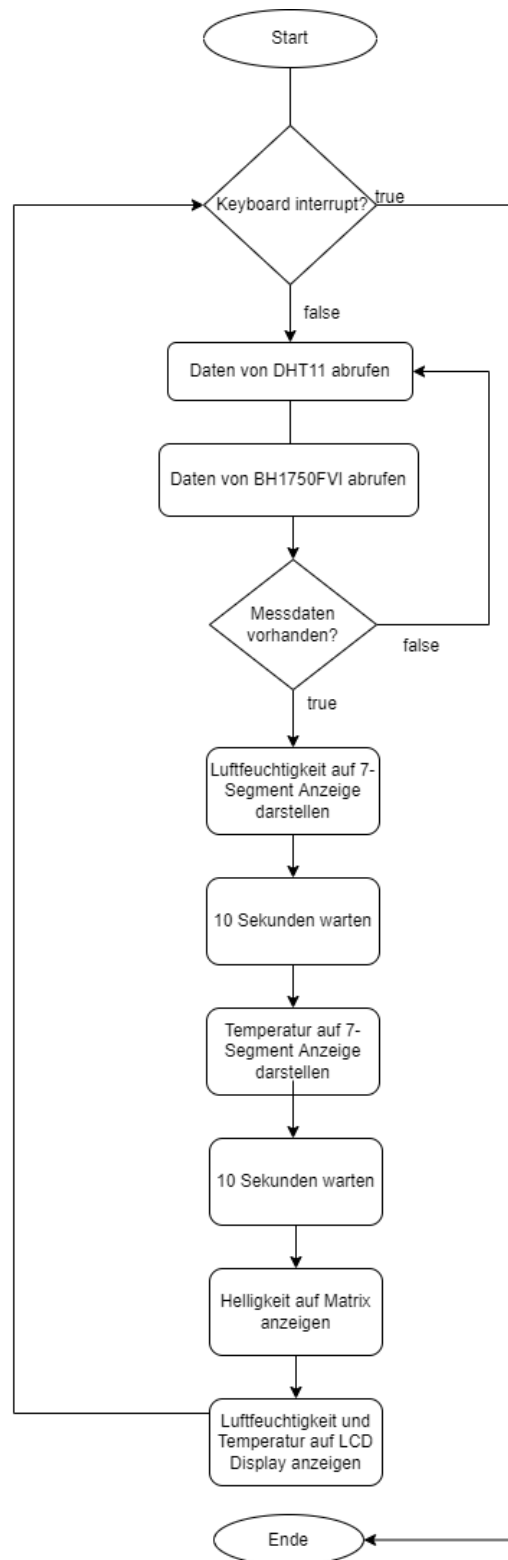 Start
Keyboard interrupt?
true
false
Daten von DHT11 abrufen
Daten von BH1750FVI abrufen
Messdaten
vorhanden?
false
true
Luftfeuchtigkeit auf 7-
Segment Anzeige
darstellen
10 Sekunden warten
Temperatur auf 7-
Segment Anzeige
darstellen
10 Sekunden warten
Helligkeit auf Matrix
anzeigen
Luftfeuchtigkeit und
Temperatur auf LCD
Display anzeigen
Ende